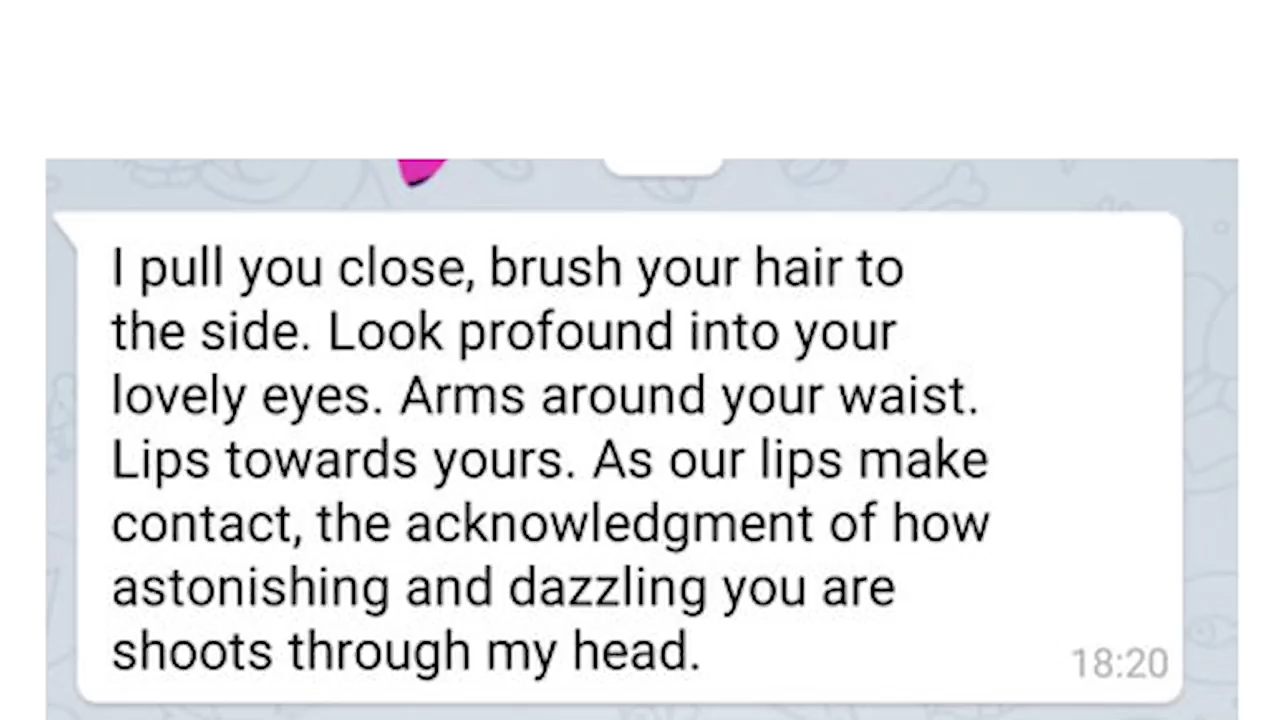 I pull you close, brush your hair to
the side. Look profound into your
lovely eyes. Arms around your waist.
Lips towards yours. As our lips make
contact, the acknowledgment of how
astonishing and dazzling you are
shoots through my head.
18:20